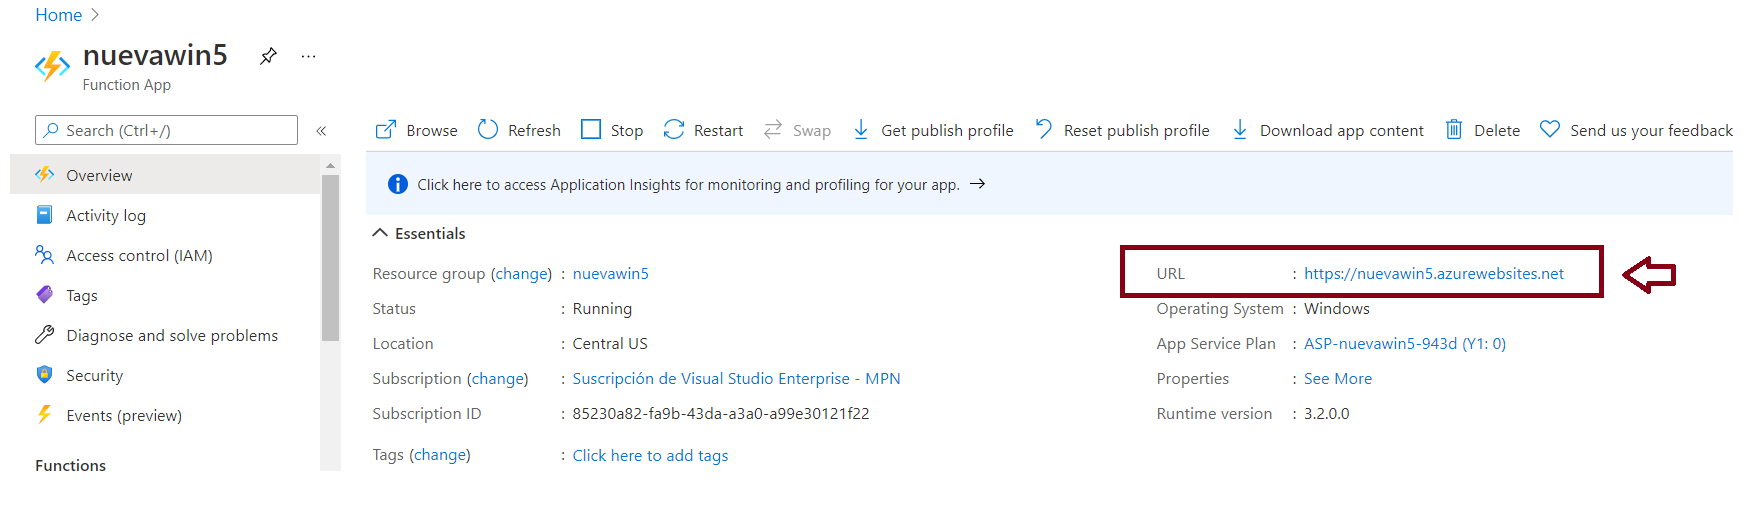 Home >
nuevawin5 ...
Function App
Search (Ctrl+/) «
Browse Refresh Stop Restart Swap Get publish profile Reset publish profile Download app content Delete Send us your feedback
Overview
Activity log
Access control (IAM)
Tags
Diagnose and solve problems
Security
Events (preview)
Functions
Click here to access Application Insights for monitoring and profiling for your app. →
Essentials
Resource group (change) : nuevawin5
Status : Running
Location : Central US
Subscription (change) : Suscripción de Visual Studio Enterprise - MPN
Subscription ID : 85230a82-fa9b-43da-a3a0-a99e30121f22
Tags (change) : Click here to add tags
URL : https://nuevawin5.azurewebsites.net
Operating System : Windows
App Service Plan : ASP-nuevawin5-943d (Y1: 0)
Properties : See More
Runtime version : 3.2.0.0